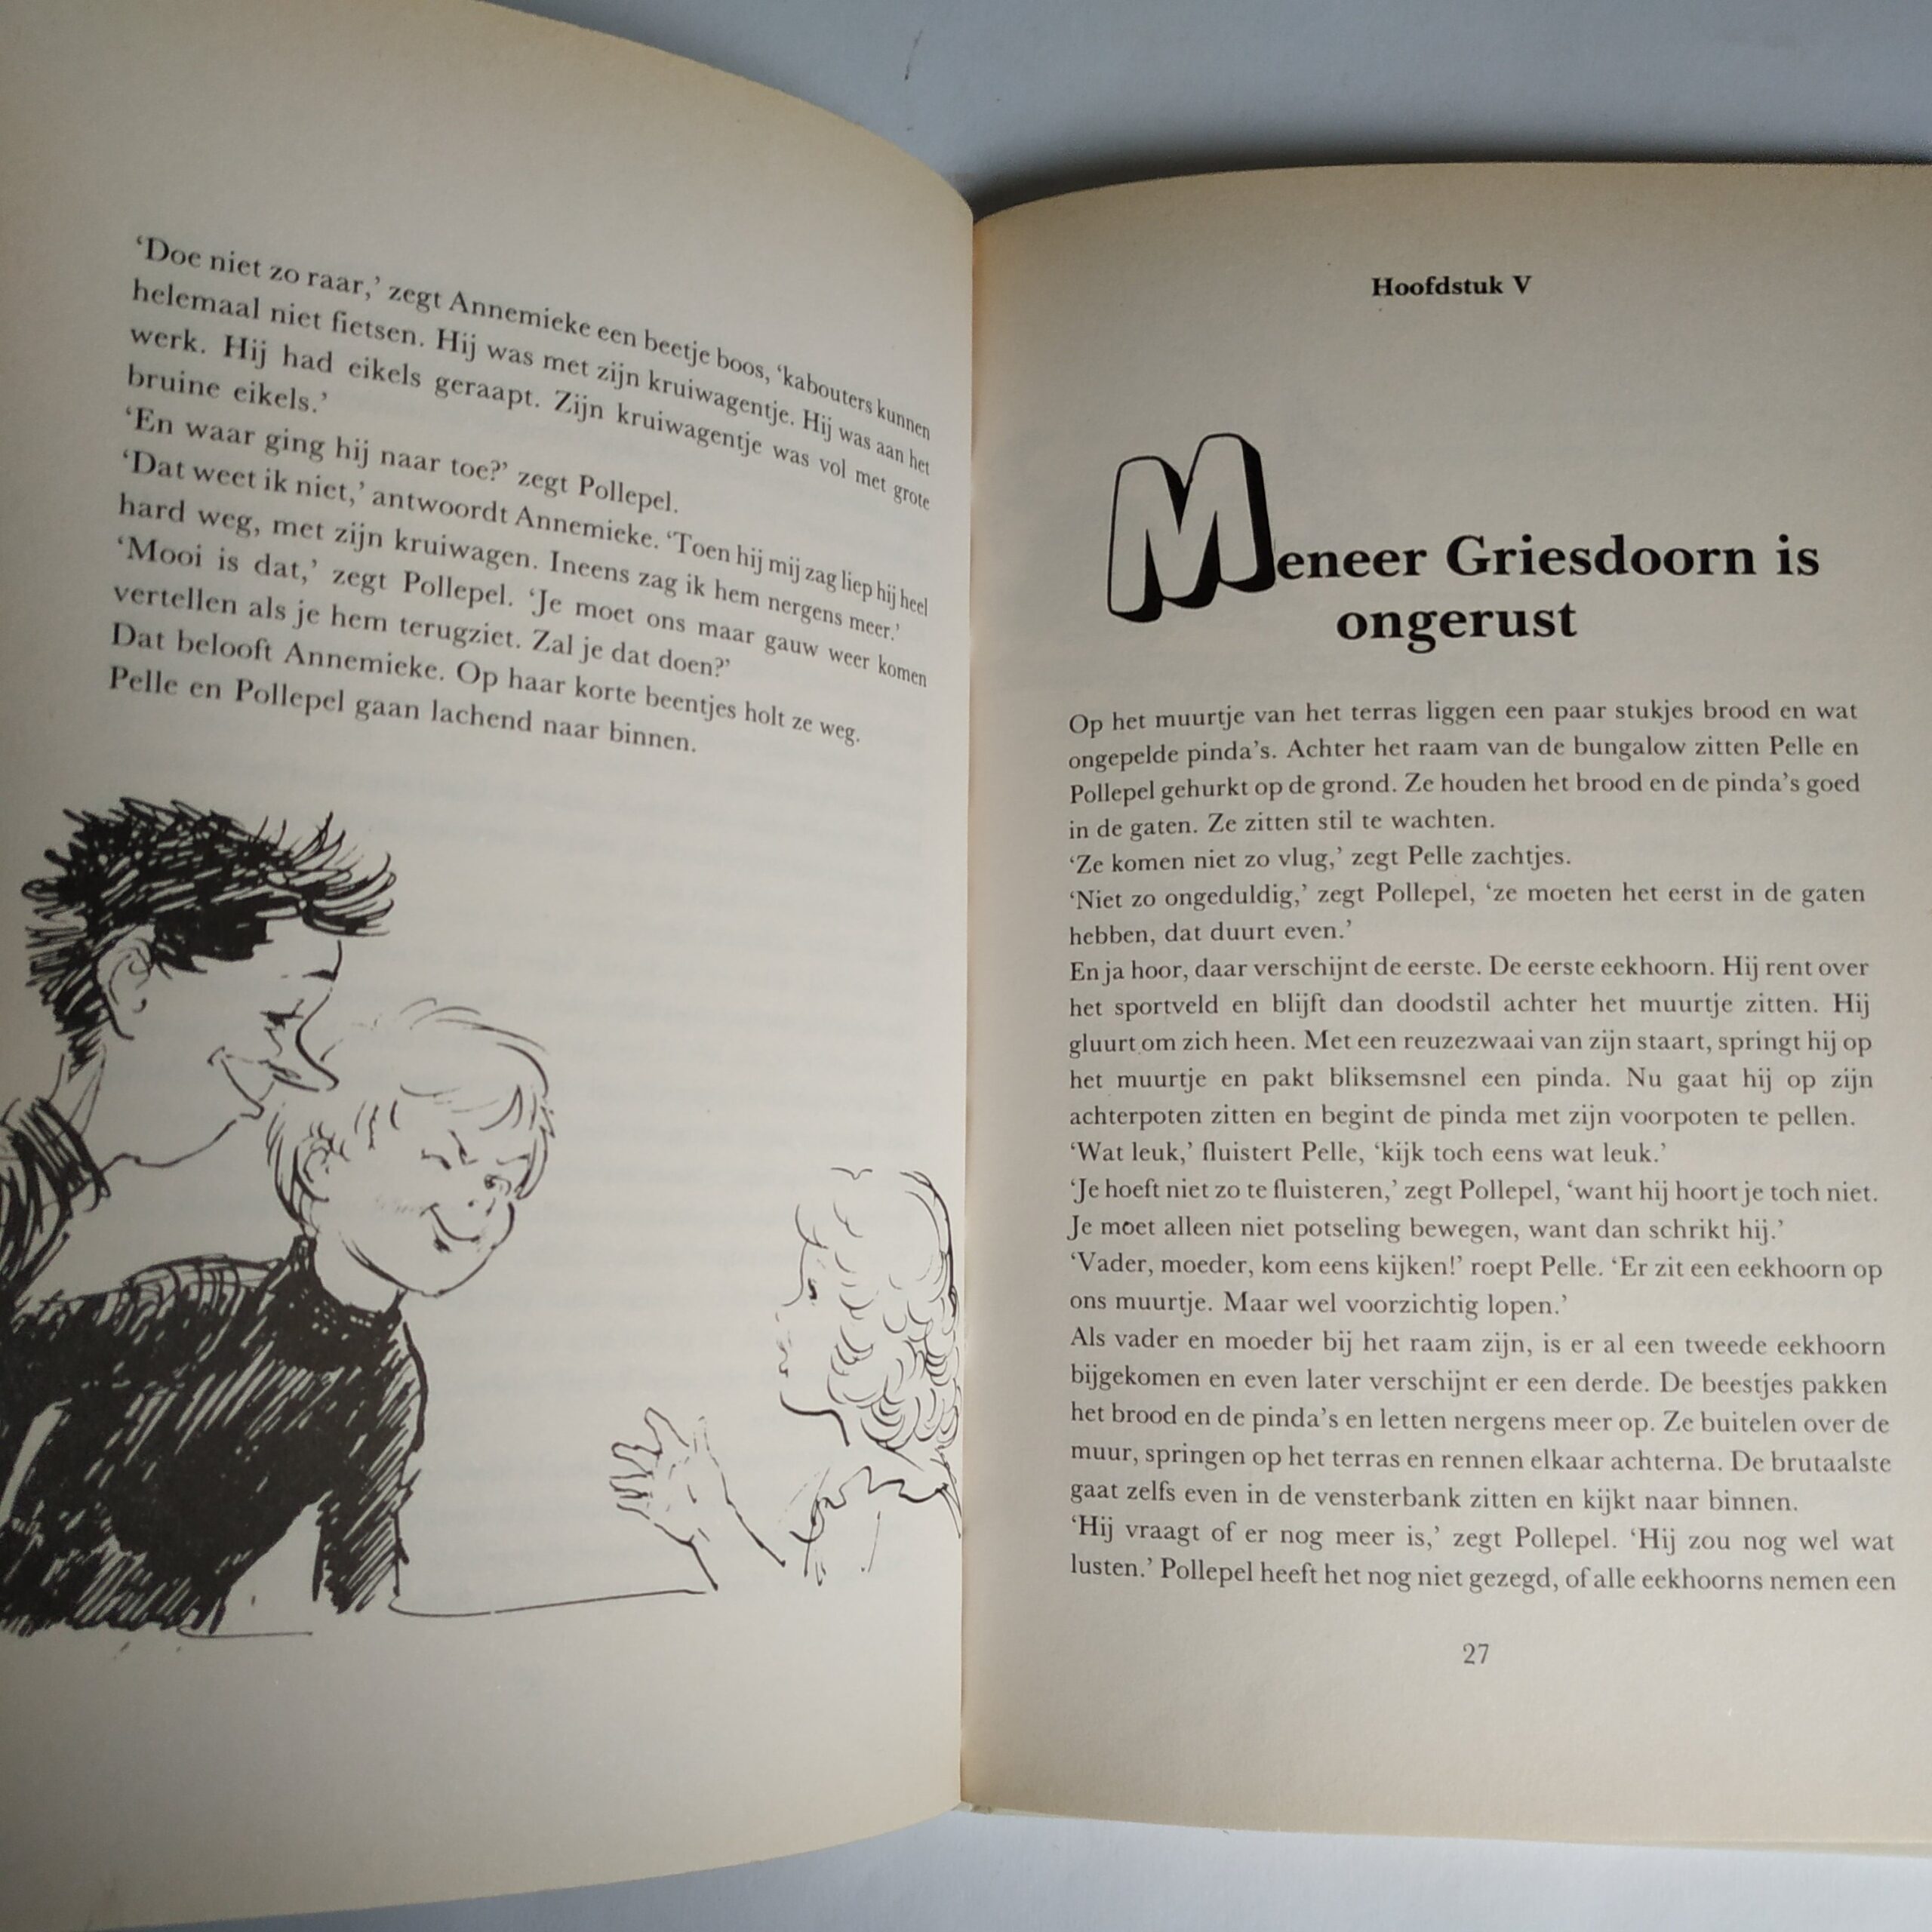 ‘Doe niet zo raar,’ zegt Annemieke een beetje boos, ‘kabouters kunnen
helemaal niet fietsen. Hij was met zijn kruiwagentje. Hij was aan het
werk. Hij had eikels geraapt. Zijn kruiwagentje was vol met grote
bruine eikels.’
‘En waar ging hij naar toe?’ zegt Pollepel.
‘Dat weet ik niet,’ antwoordt Annemieke. ‘Toen hij mij zag liep hij heel
hard weg, met zijn kruiwagen. Ineens zag ik hem nergens meer.’
‘Mooi is dat,’ zegt Pollepel. ‘Je moet ons maar gauw weer komen
vertellen als je hem terugziet. Zal je dat doen?’
Dat belooft Annemieke. Op haar korte beentjes holt ze weg.
Pelle en Pollepel gaan lachend naar binnen.
Hoofdstuk V
Meneer Griesdoorn is
ongerust
Op het muurtje van het terras liggen een paar stukjes brood en wat
ongepelde pinda’s. Achter het raam van de bungalow zitten Pelle en
Pollepel gehurkt op de grond. Ze houden het brood en de pinda’s goed
in de gaten. Ze zitten stil te wachten.
‘Ze komen niet zo vlug,’ zegt Pelle zachtjes.
‘Niet zo ongeduldig,’ zegt Pollepel, ‘ze moeten het eerst in de gaten
hebben, dat duurt even.’
En ja hoor, daar verschijnt de eerste. De eerste eekhoorn. Hij rent over
het sportveld en blijft dan doodstil achter het muurtje zitten. Hij
gluurt om zich heen. Met een reuzezwaai van zijn staart, springt hij op
het muurtje en pakt bliksemsnel een pinda. Nu gaat hij op zijn
achterpoten zitten en begint de pinda met zijn voorpoten te pellen.
‘Wat leuk,’ fluistert Pelle, ‘kijk toch eens wat leuk.’
‘Je hoeft niet zo te fluisteren,’ zegt Pollepel, ‘want hij hoort je toch niet.
Je moet alleen niet potseling bewegen, want dan schrikt hij.’
‘Vader, moeder, kom eens kijken!’ roept Pelle. ‘Er zit een eekhoorn op
ons muurtje. Maar wel voorzichtig lopen.’
Als vader en moeder bij het raam zijn, is er al een tweede eekhoorn
bijgekomen en even later verschijnt er een derde. De beestjes pakken
het brood en de pinda’s en letten nergens meer op. Ze buitelen over de
muur, springen op het terras en rennen elkaar achterna. De brutaalste
gaat zelfs even in de vensterbank zitten en kijkt naar binnen.
‘Hij vraagt of er nog meer is,’ zegt Pollepel. ‘Hij zou nog wel wat
lusten.’ Pollepel heeft het nog niet gezegd, of alle eekhoorns nemen een
27